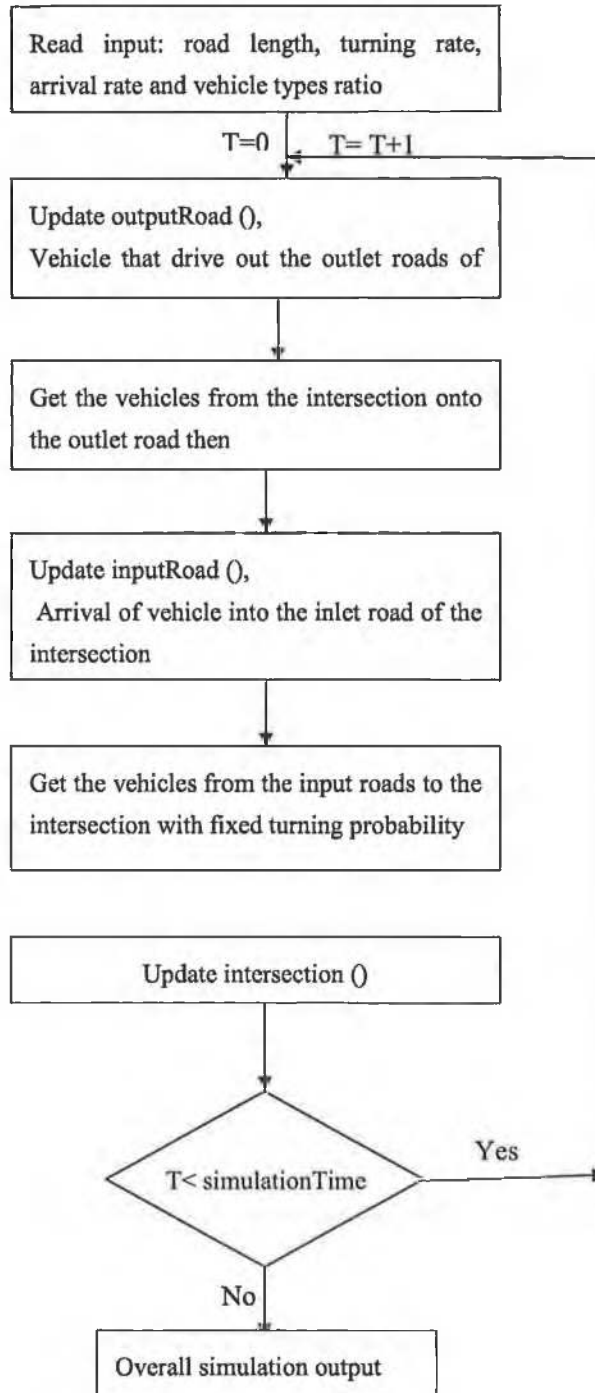 Read input: road length, turning rate,
arrival rate and vehicle types ratio
T=0
T= T+1
Update outputRoad (),
Vehicle that drive out the outlet roads of
Get the vehicles from the intersection onto
the outlet road then
Update inputRoad (),
Arrival of vehicle into the inlet road of the
intersection
Get the vehicles from the input roads to the
intersection with fixed turning probability
Update intersection ()
T< simulationTime
Yes
No
Overall simulation output